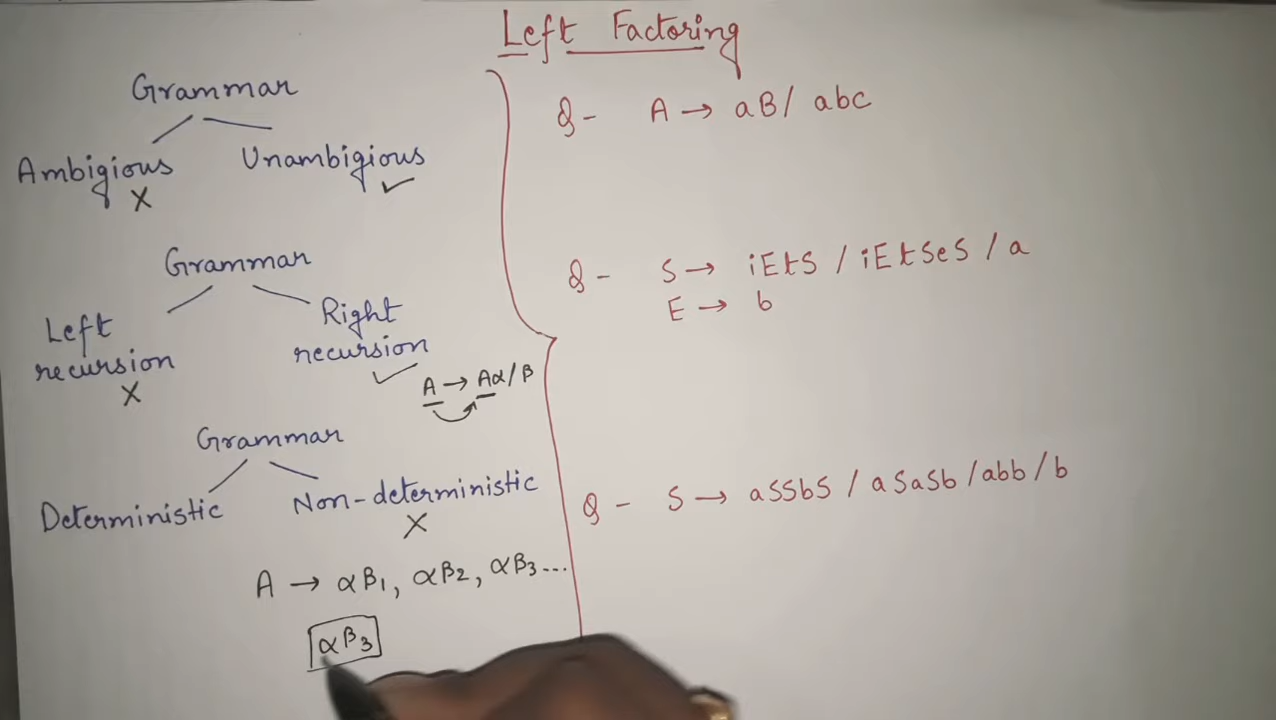 Left Factoring
Grammar
Ambigious Unambigious
X ✓
Grammar
Left recursion
Right recursion
X ✓
A → Aα/β
Grammar
Deterministic Non-deterministic
X
A → αβ1, αβ2, αβ3...
αβ3
Q- A → aB/ abc
Q - S → iEtS / iEtSeS / a
E → b
Q - S → aSSbS / aSaSb /abb /b